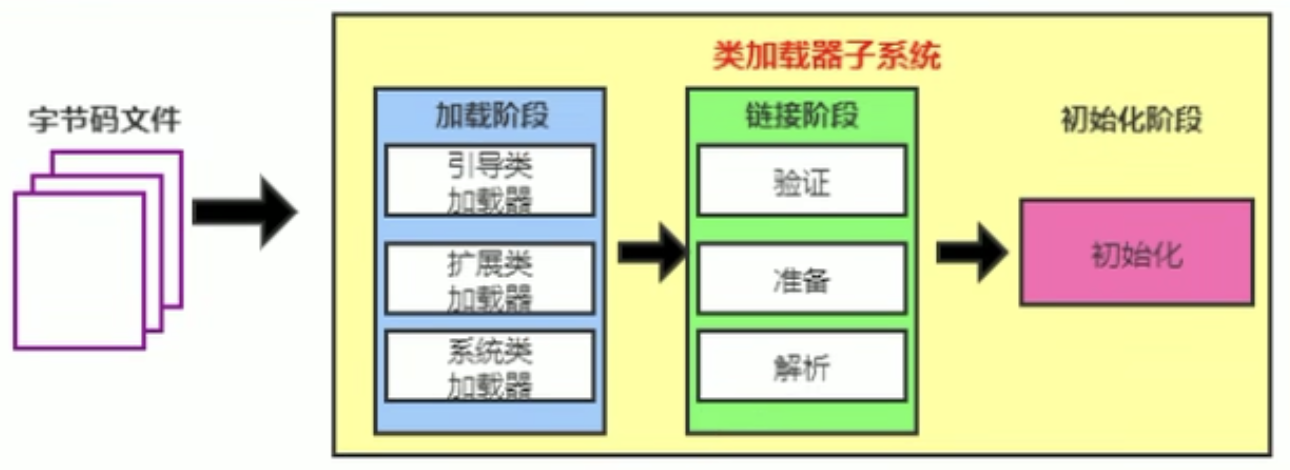 类加载器子系统
字节码文件
加载阶段
引导类
加载器
扩展类
加载器
系统类
加载器
链接阶段
验证
准备
解析
初始化阶段
初始化